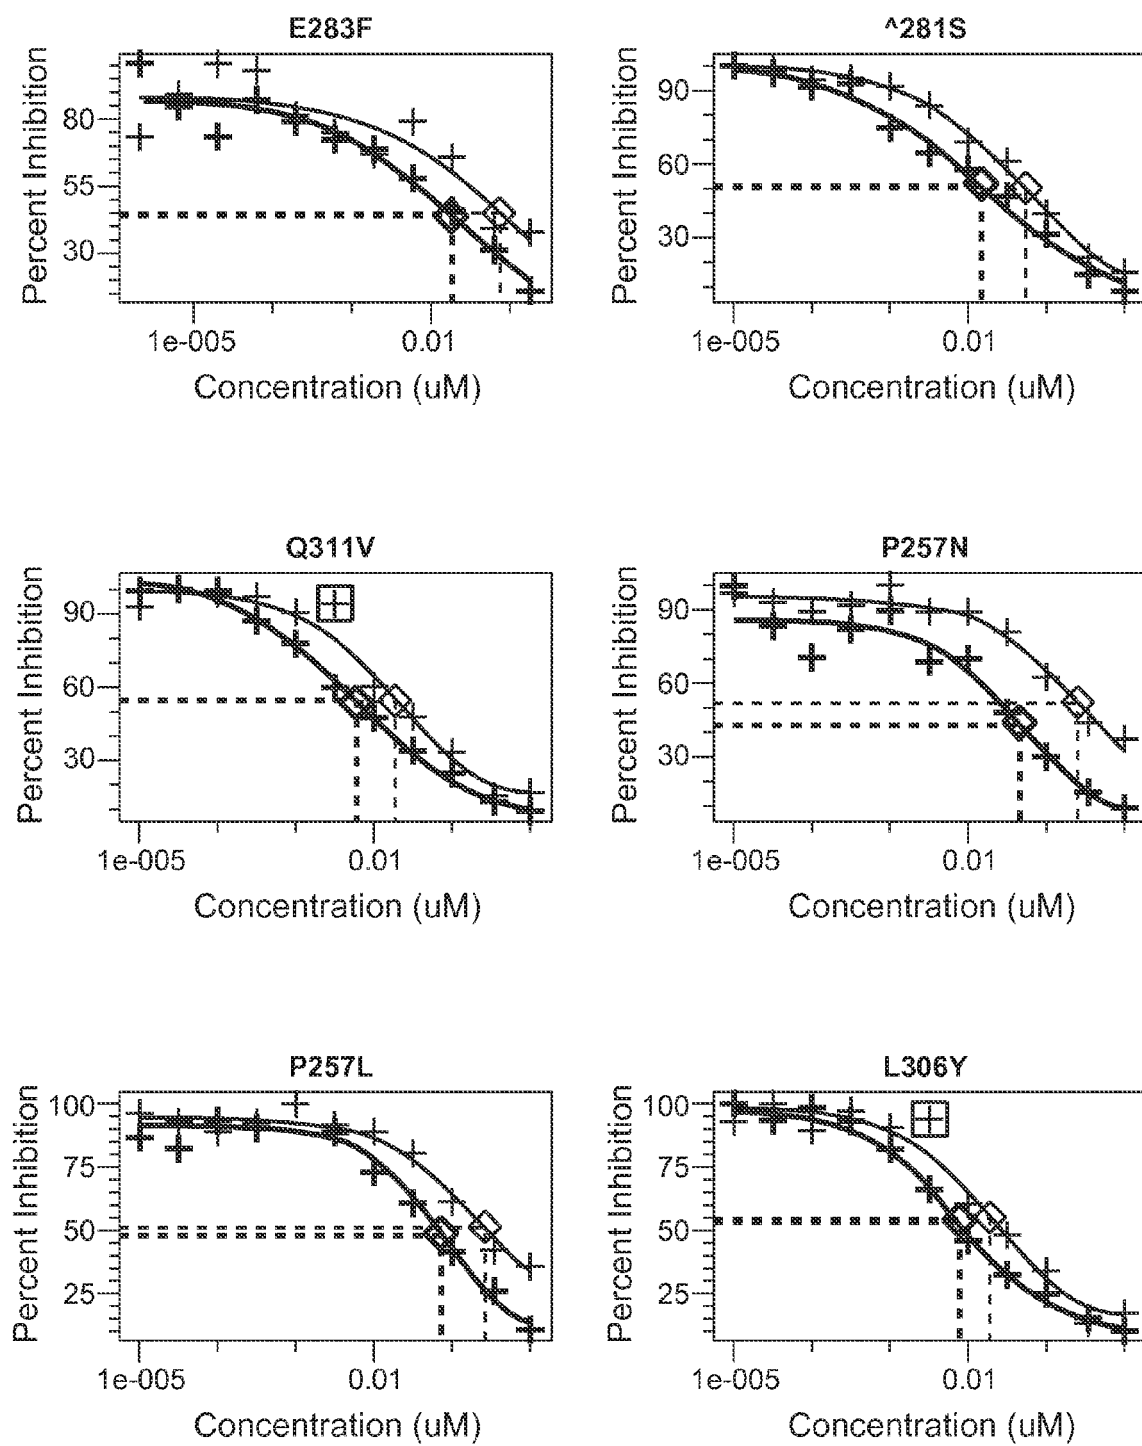 E283F
Percent Inhibition
80
55
30
1e-005
0.01
Concentration (uM)
^281S
Percent Inhibition
90
60
30
1e-005
0.01
Concentration (uM)
Q311V
Percent Inhibition
90
60
30
1e-005
0.01
Concentration (uM)
P257N
Percent Inhibition
90
60
30
1e-005
0.01
Concentration (uM)
P257L
Percent Inhibition
100
75
50
25
1e-005
0.01
Concentration (uM)
L306Y
Percent Inhibition
100
75
50
25
1e-005
0.01
Concentration (uM)